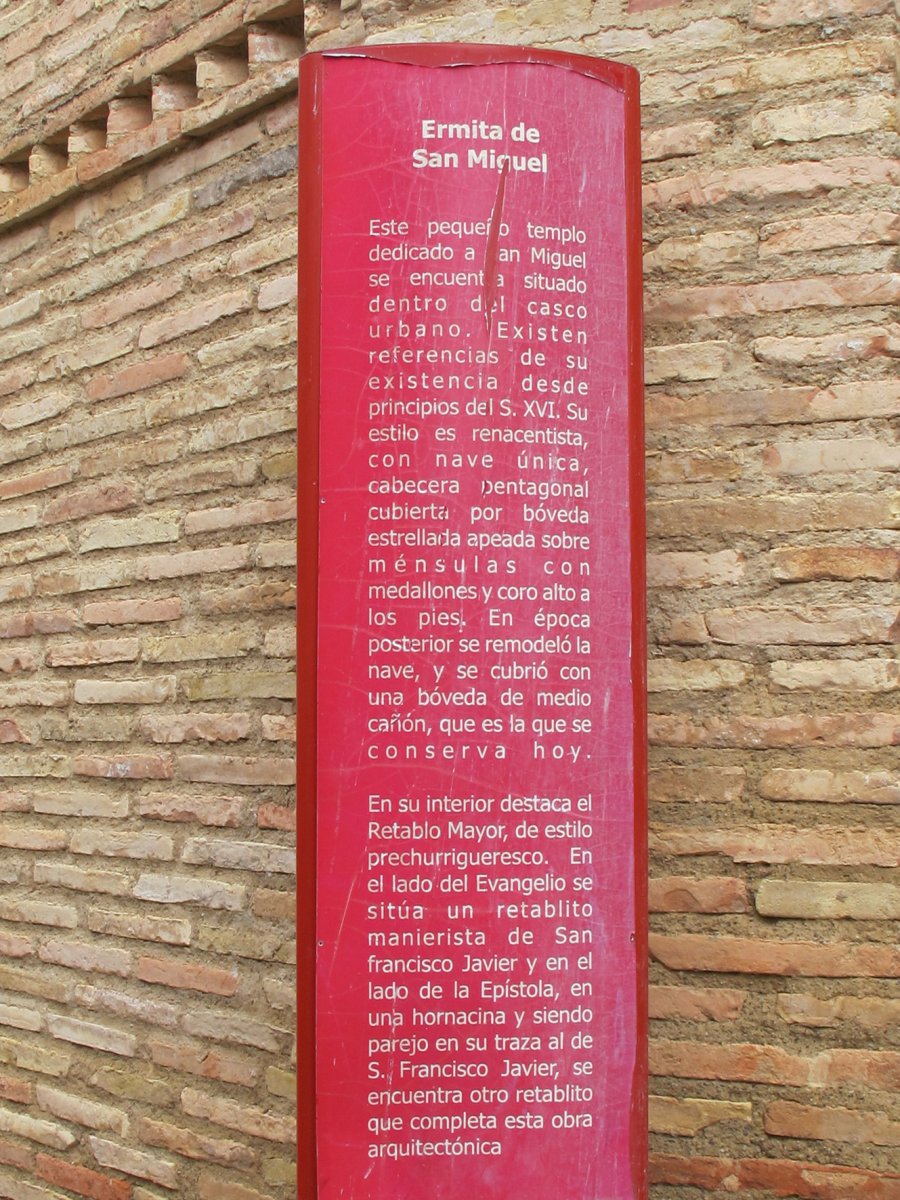 Ermita de
San Miguel
Este pequeño templo
dedicado a San Miguel
se encuentra situado
dentro del casco
urbano. Existen
referencias de su
existencia desde
principios del S. XVI. Su
estilo es renacentista,
con nave única,
cabecera pentagonal
cubierta por bóveda
estrellada apeada sobre
ménsulas con
medallones y coro alto a
los pies. En época
posterior se remodeló la
nave, y se cubrió con
una bóveda de medio
cañón, que es la que se
conserva hoy.
En su interior destaca el
Retablo Mayor, de estilo
prechurrigueresco. En
el lado del Evangelio se
sitúa un retablito
manierista de San
francisco Javier y en el
lado de la Epístola, en
una hornacina y siendo
parejo en su traza al de
S. Francisco Javier, se
encuentra otro retablito
que completa esta obra
arquitectónica